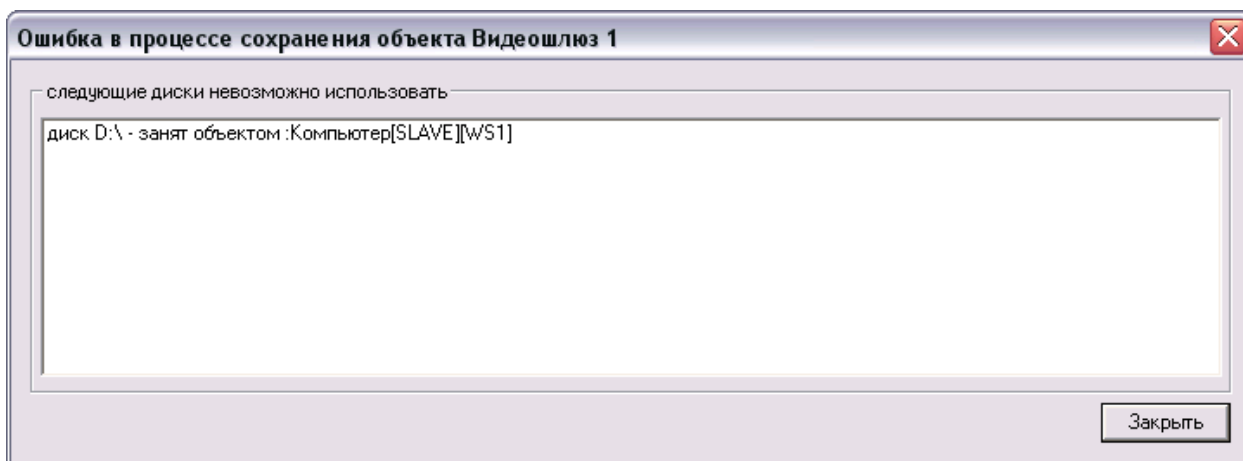 Ошибка в процессе сохранения объекта Видеошлюз 1
следующие диски невозможно использовать
диск D:\ - занят объектом :Компьютер[SLAVE][WS1]
Закрыть